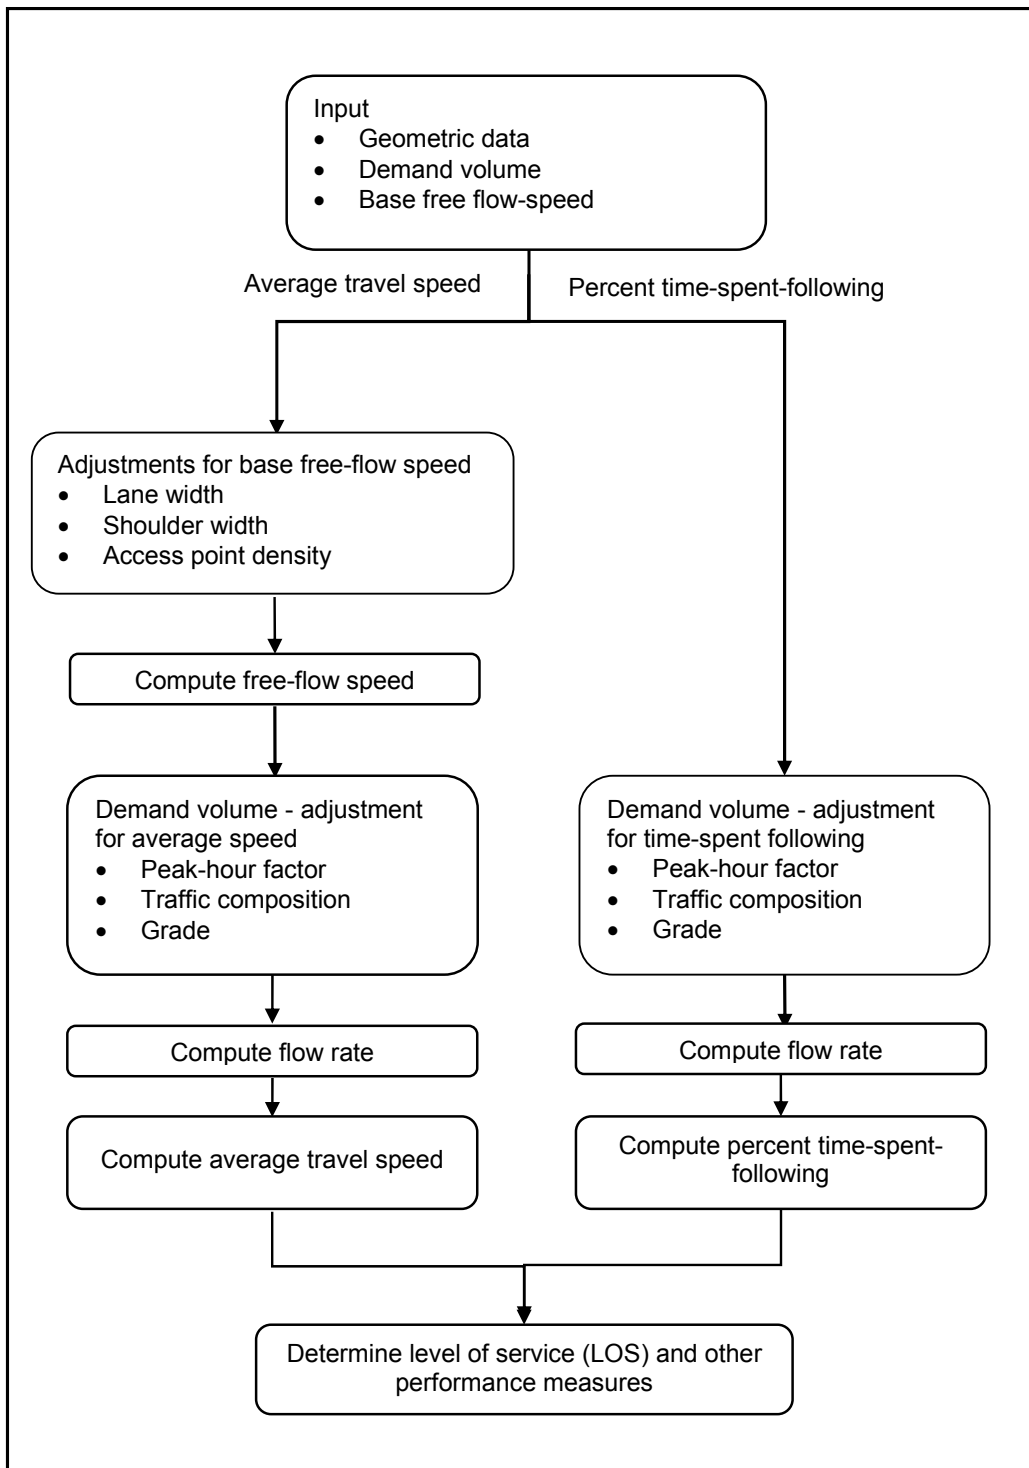 Input
• Geometric data
• Demand volume
• Base free flow-speed
Average travel speed
Percent time-spent-following
Adjustments for base free-flow speed
• Lane width
• Shoulder width
• Access point density
Compute free-flow speed
Demand volume - adjustment
for average speed
• Peak-hour factor
• Traffic composition
• Grade
Compute flow rate
Compute average travel speed
Demand volume - adjustment
for time-spent following
• Peak-hour factor
• Traffic composition
• Grade
Compute flow rate
Compute percent time-spent-
following
Determine level of service (LOS) and other
performance measures